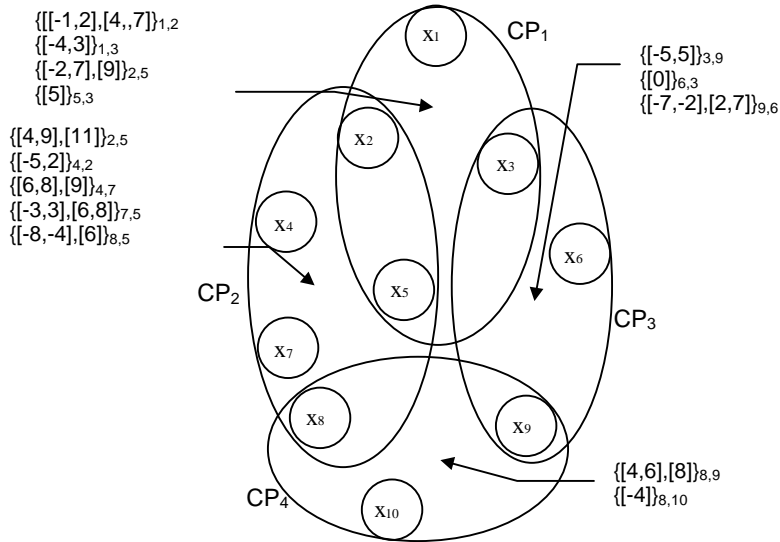 {[[-1,2],[4,,7]}1,2
{[-4,3]}1,3
{[-2,7],[9]}2,5
{[5]}5,3
{[4,9],[11]}2,5
{[-5,2]}4,2
{[6,8],[9]}4,7
{[-3,3],[6,8]}7,5
{[-8,-4],[6]}8,5
x1
CP1
{[-5,5]}3,9
{[0]}6,3
{[-7,-2],[2,7]}9,6
x2
x3
x4
x6
x5
CP2
CP3
x7
x8
x9
{[4,6],[8]}8,9
{[-4]}8,10
CP4
x10